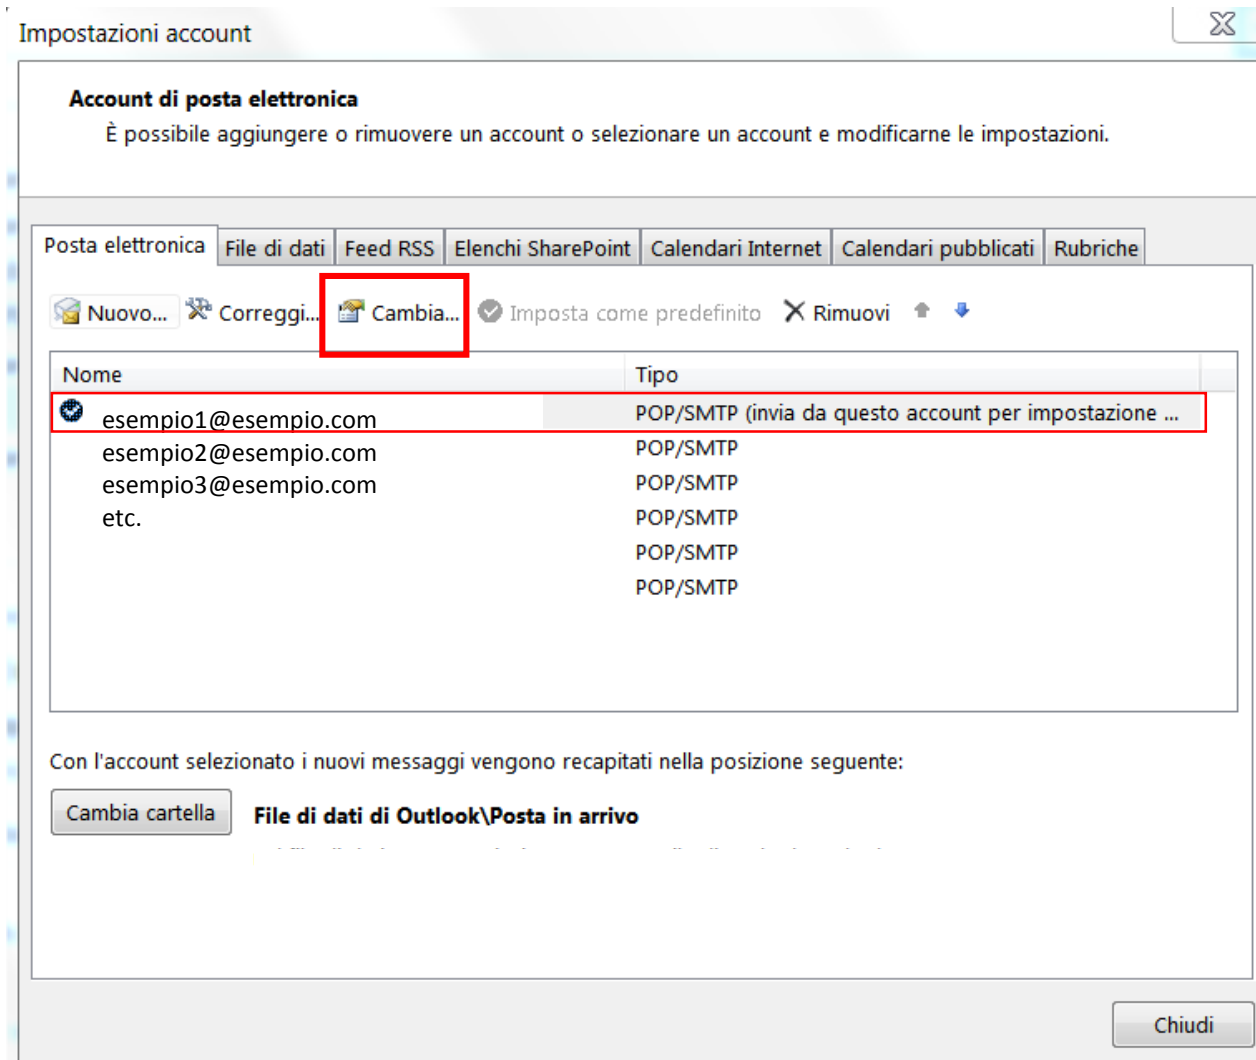 Impostazioni account
Account di posta elettronica
È possibile aggiungere o rimuovere un account o selezionare un account e modificarne le impostazioni.
Posta elettronica File di dati Feed RSS Elenchi SharePoint Calendari Internet Calendari pubblicati Rubriche
Nuovo... Correggi... Cambia... Imposta come predefinito Rimuovi
Nome Tipo
esempio1@esempio.com POP/SMTP (invia da questo account per impostazione ...
esempio2@esempio.com POP/SMTP
esempio3@esempio.com POP/SMTP
etc. POP/SMTP
POP/SMTP
POP/SMTP
Con l'account selezionato i nuovi messaggi vengono recapitati nella posizione seguente:
Cambia cartella File di dati di Outlook\Posta in arrivo
Chiudi